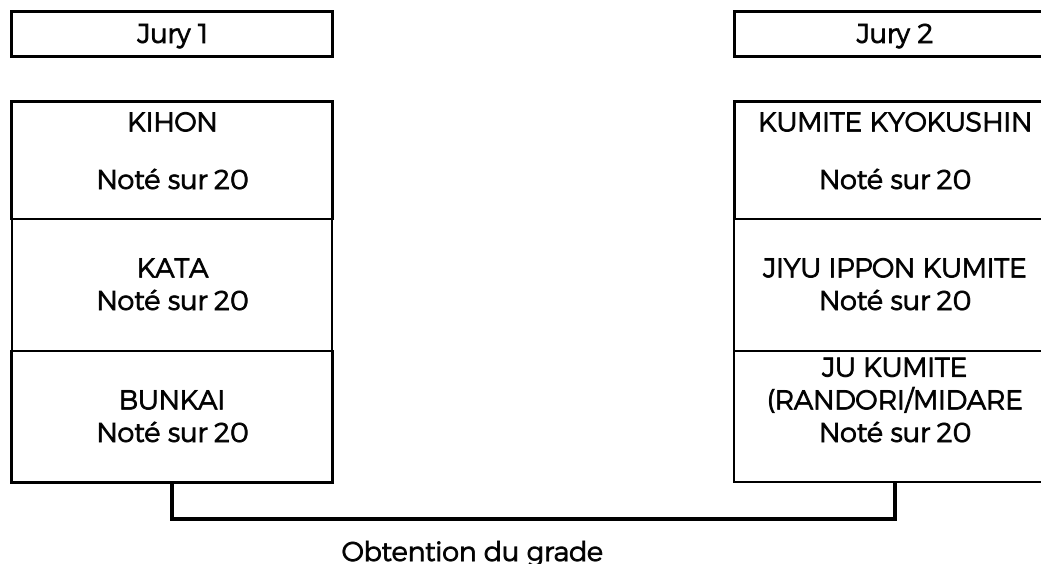 Jury 1
KIHON
Noté sur 20
KATA
Noté sur 20
BUNKAI
Noté sur 20
Jury 2
KUMITE KYOKUSHIN
Noté sur 20
JIYU IPPON KUMITE
Noté sur 20
JU KUMITE
(RANDORI/MIDARE
Noté sur 20
Obtention du grade